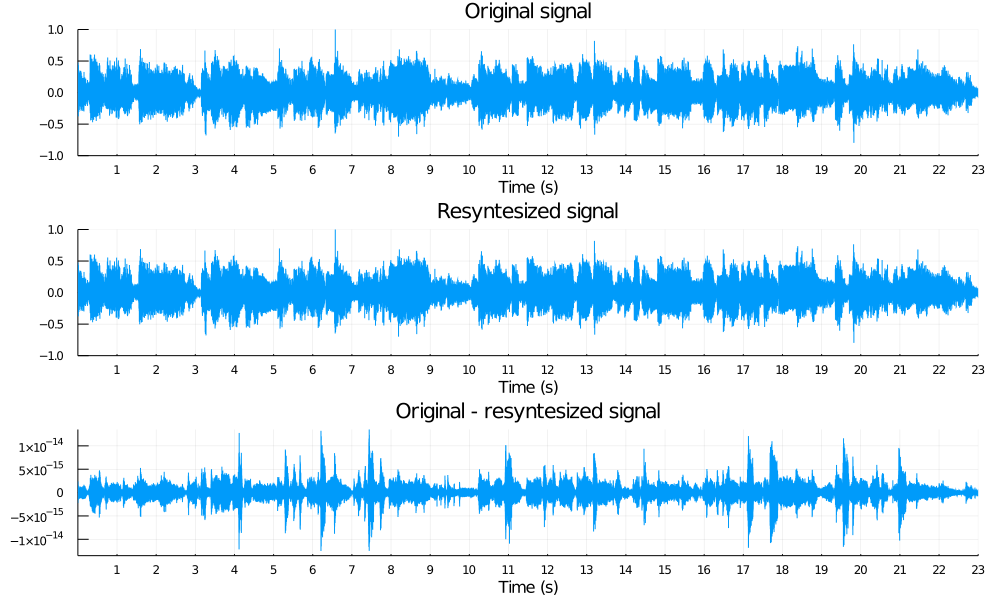 Original signal
1.0
0.5
0.0
−0.5
−1.0
1 2 3 4 5 6 7 8 9 10 11 12 13 14 15 16 17 18 19 20 21 22 23
Time (s)
Resyntesized signal
1.0
0.5
0.0
−0.5
−1.0
1 2 3 4 5 6 7 8 9 10 11 12 13 14 15 16 17 18 19 20 21 22 23
Time (s)
Original - resyntesized signal
1×10⁻¹⁴
5×10⁻¹⁵
0
−5×10⁻¹⁵
−1×10⁻¹⁴
1 2 3 4 5 6 7 8 9 10 11 12 13 14 15 16 17 18 19 20 21 22 23
Time (s)